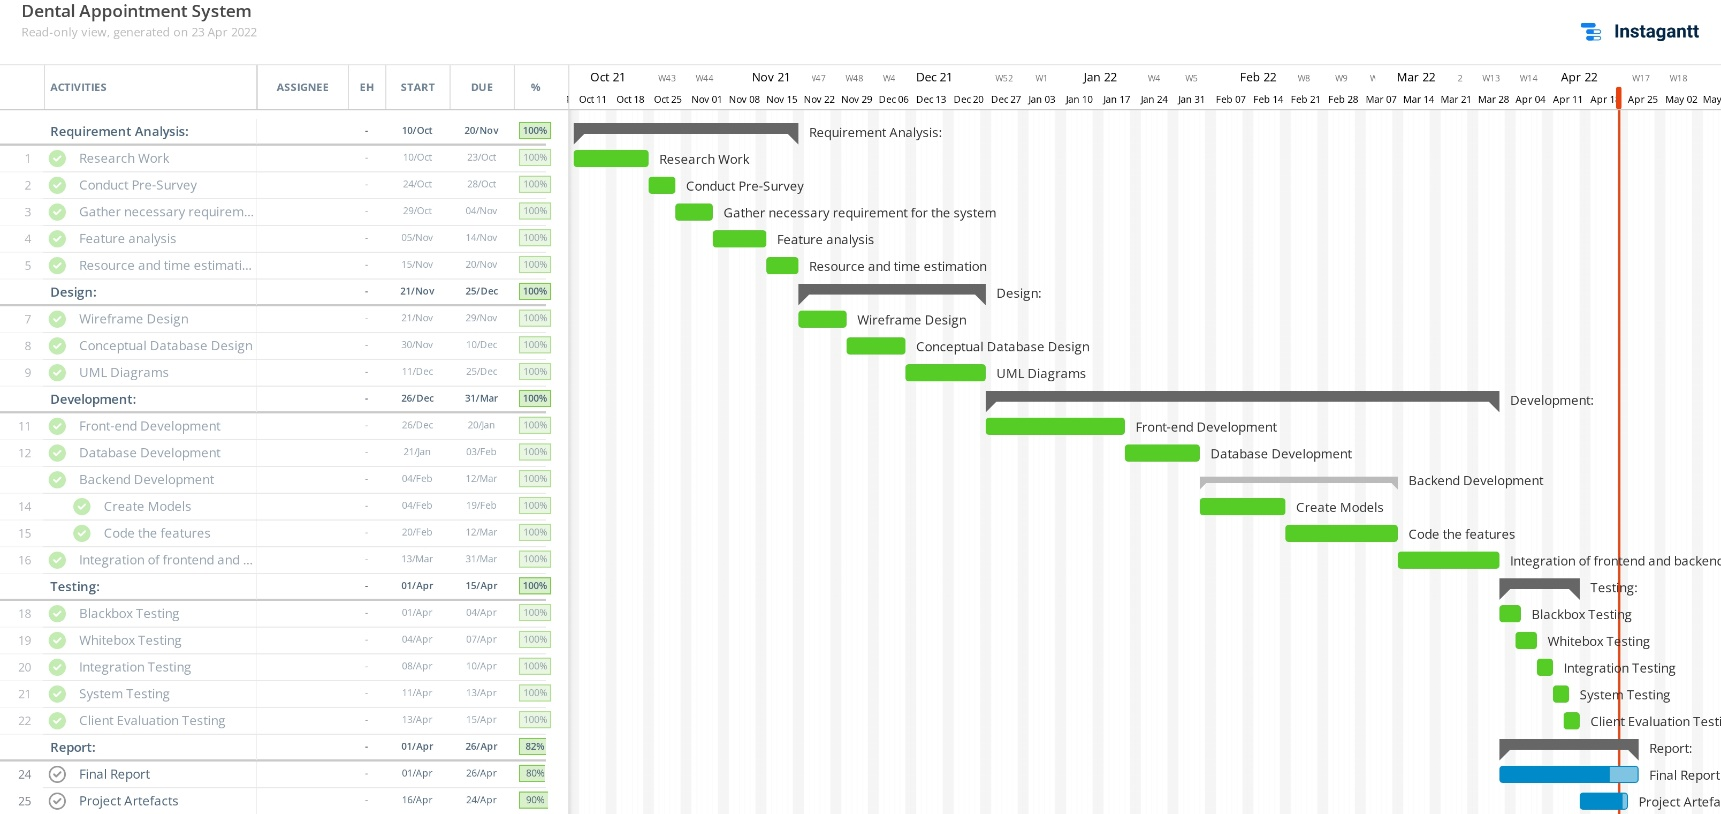 Dental Appointment System
Read-only view, generated on 23 Apr 2022
Instagantt
ACTIVITIES ASSIGNEE EH START DUE %
Oct 21 W43 W44 Nov 21 W48 W4 Dec 21 W52 W1 Jan 22 W4 W5 Feb 22 W8 W9 Mar 22 2 W13 W14 Apr 22 W17 W18
Oct 11 Oct 18 Oct 25 Nov 01 Nov 08 Nov 15 Nov 22 Nov 29 Dec 06 Dec 13 Dec 20 Dec 27 Jan 03 Jan 10 Jan 17 Jan 24 Jan 31 Feb 07 Feb 14 Feb 21 Feb 28 Mar 07 Mar 14 Mar 21 Mar 28 Apr 04 Apr 11 Apr Apr 25 May 02 May
Requirement Analysis: - 10/Oct 20/Nov 100% Requirement Analysis:
1 Research Work - 10/Oct 23/Oct 100% Research Work
2 Conduct Pre-Survey - 24/Oct 28/Oct 100% Conduct Pre-Survey
3 Gather necessary requirem... - 29/Oct 04/Nov 100% Gather necessary requirement for the system
4 Feature analysis - 05/Nov 14/Nov 100% Feature analysis
5 Resource and time estimati... - 15/Nov 20/Nov 100% Resource and time estimation
Design: - 21/Nov 25/Dec 100% Design:
7 Wireframe Design - 21/Nov 29/Nov 100% Wireframe Design
8 Conceptual Database Design - 30/Nov 10/Dec 100% Conceptual Database Design
9 UML Diagrams - 11/Dec 25/Dec 100% UML Diagrams
Development: - 26/Dec 31/Mar 100% Development:
11 Front-end Development - 26/Dec 20/Jan 100% Front-end Development
12 Database Development - 21/Jan 03/Feb 100% Database Development
Backend Development - 04/Feb 12/Mar 100% Backend Development
14 Create Models - 04/Feb 19/Feb 100% Create Models
15 Code the features - 20/Feb 12/Mar 100% Code the features
16 Integration of frontend and ... - 13/Mar 31/Mar 100% Integration of frontend and backend
Testing: - 01/Apr 15/Apr 100% Testing:
18 Blackbox Testing - 01/Apr 04/Apr 100% Blackbox Testing
19 Whitebox Testing - 04/Apr 07/Apr 100% Whitebox Testing
20 Integration Testing - 08/Apr 10/Apr 100% Integration Testing
21 System Testing - 11/Apr 13/Apr 100% System Testing
22 Client Evaluation Testing - 13/Apr 15/Apr 100% Client Evaluation Testi
Report: - 01/Apr 26/Apr 82% Report:
24 Final Report - 01/Apr 26/Apr 80% Final Report
25 Project Artefacts - 16/Apr 24/Apr 90% Project Artefa